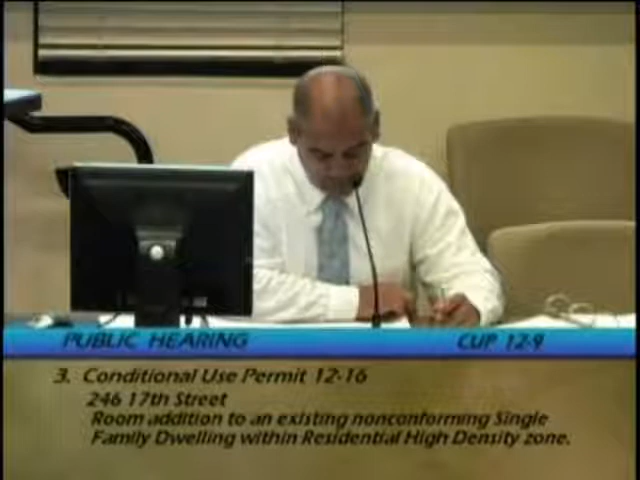 PUBLIC HEARING CUP 12-9
3. Conditional Use Permit 12-16
246 17th Street
Room addition to an existing nonconforming Single
Family Dwelling within Residential High Density zone.